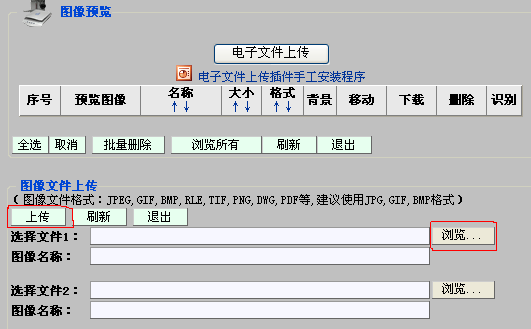 图像预览
电子文件上传
电子文件上传插件手工安装程序
序号 预览图像 名称 大小 格式 背景 移动 下载 删除 识别
↑↓ ↑↓ ↑↓
全选 取消 批量删除 浏览所有 刷新 退出
图像文件上传
(图像文件格式:JPEG,GIF,BMP,RLE,TIF,PNG,DWG,PDF等,建议使用JPG,GIF,BMP格式)
上传 刷新 退出
选择文件1: 浏览...
图像名称:
选择文件2: 浏览...
图像名称: